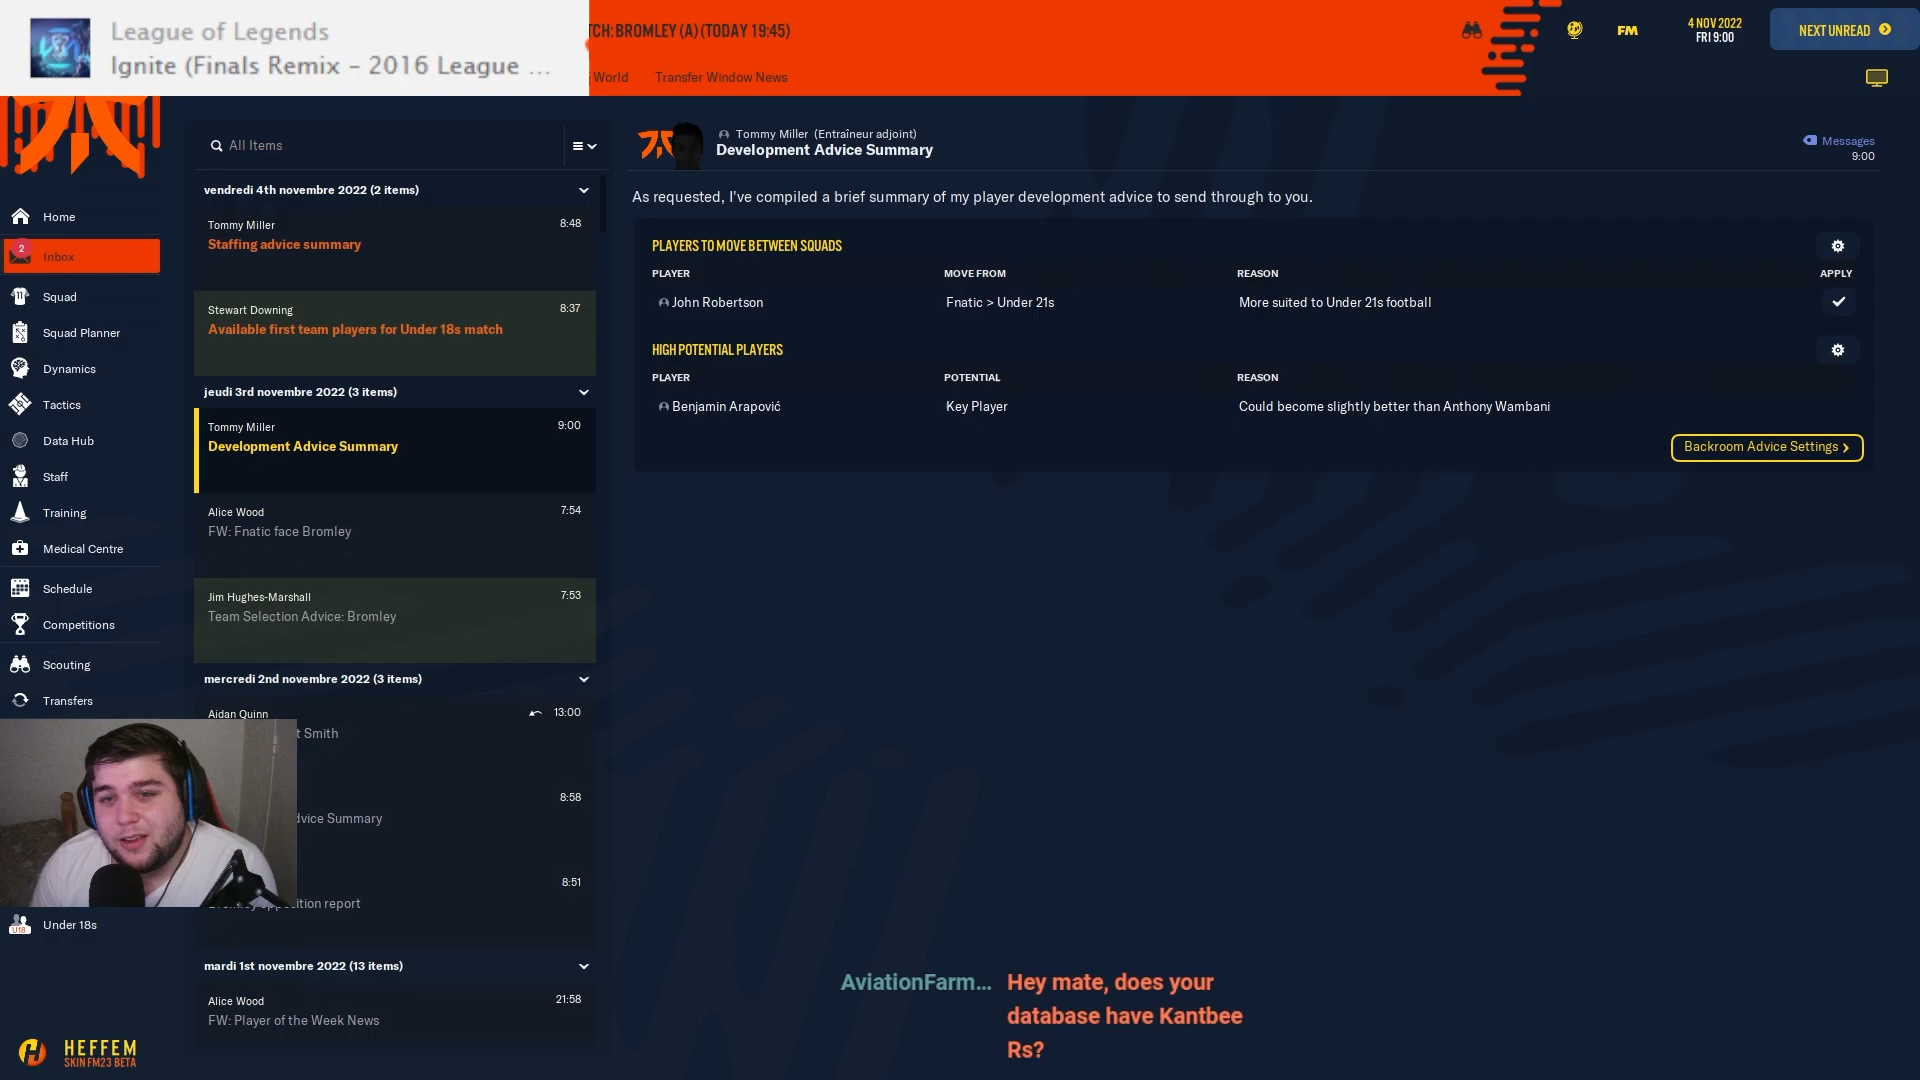 League of Legends
Ignite (Finals Remix - 2016 League ...
TCH: BROMLEY (A) (TODAY 19:45)
World
Transfer Window News
FM
4 NOV 2022
FRI 9:00
NEXT UNREAD
Home
2
Inbox
11
Squad
Squad Planner
Dynamics
Tactics
Data Hub
Staff
Training
Medical Centre
Schedule
Competitions
Scouting
Transfers
U18
Under 18s
HEFFEM
SKIN FM23 BETA
All Items
vendredi 4th novembre 2022 (2 items)
Tommy Miller 8:48
Staffing advice summary
Stewart Downing 8:37
Available first team players for Under 18s match
jeudi 3rd novembre 2022 (3 items)
Tommy Miller 9:00
Development Advice Summary
Alice Wood 7:54
FW: Fnatic face Bromley
Jim Hughes-Marshall 7:53
Team Selection Advice: Bromley
mercredi 2nd novembre 2022 (3 items)
Aidan Quinn 13:00
t Smith
8:58
dvice Summary
8:51
ition report
mardi 1st novembre 2022 (13 items)
Alice Wood 21:58
FW: Player of the Week News
Tommy Miller (Entraîneur adjoint)
Development Advice Summary
Messages
9:00
As requested, I've compiled a brief summary of my player development advice to send through to you.
PLAYERS TO MOVE BETWEEN SQUADS
PLAYER MOVE FROM REASON APPLY
John Robertson Fnatic > Under 21s More suited to Under 21s football
HIGH POTENTIAL PLAYERS
PLAYER POTENTIAL REASON
Benjamin Arapović Key Player Could become slightly better than Anthony Wambani
Backroom Advice Settings >
AviationFarm... Hey mate, does your
database have Kantbee
Rs?